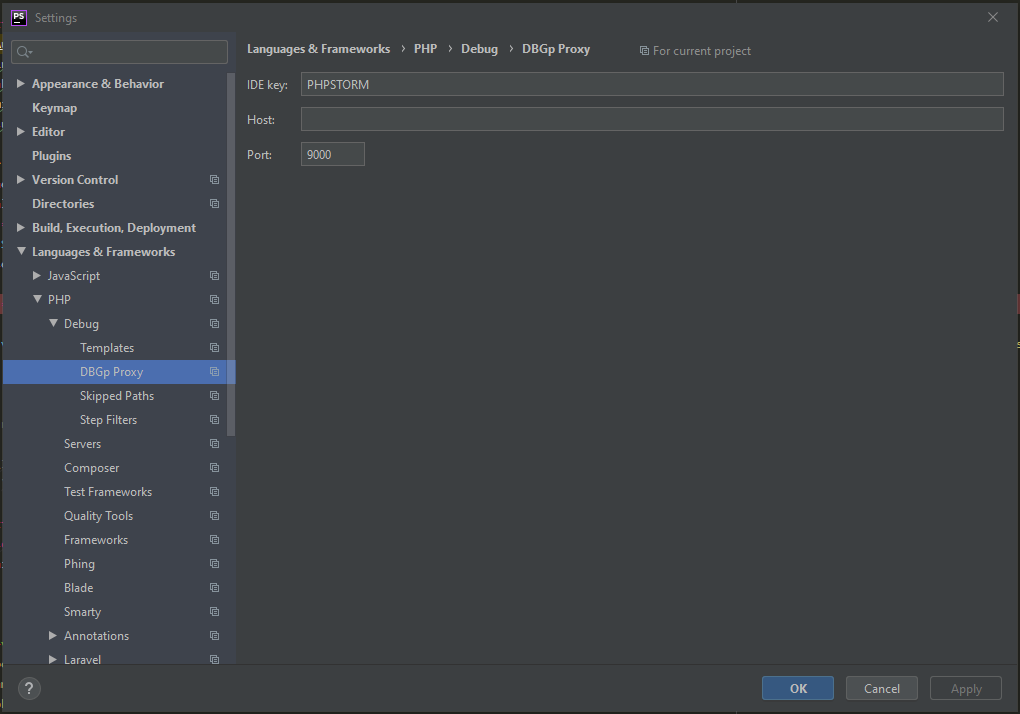 PS Settings
Languages & Frameworks › PHP › Debug › DBGp Proxy For current project
IDE key: PHPSTORM
Host:
Port: 9000
Appearance & Behavior
Keymap
Editor
Plugins
Version Control
Directories
Build, Execution, Deployment
Languages & Frameworks
JavaScript
PHP
Debug
Templates
DBGp Proxy
Skipped Paths
Step Filters
Servers
Composer
Test Frameworks
Quality Tools
Frameworks
Phing
Blade
Smarty
Annotations
Laravel
? OK Cancel Apply